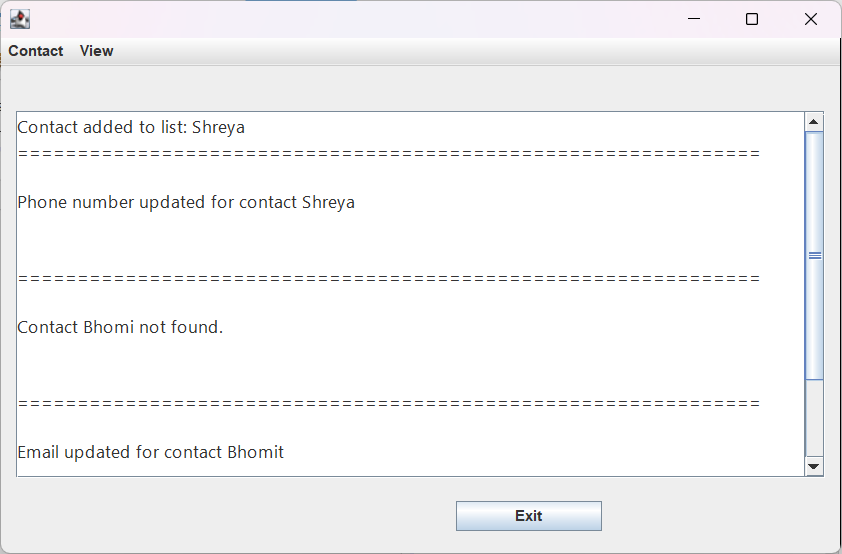 Contact View
Contact added to list: Shreya
==============================================================
Phone number updated for contact Shreya
==============================================================
Contact Bhomi not found.
==============================================================
Email updated for contact Bhomit
Exit